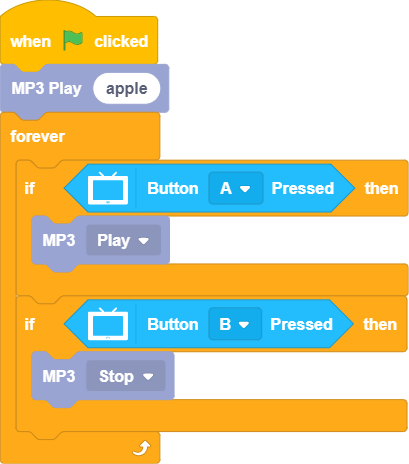 when clicked
MP3 Play apple
forever
if Button A Pressed then
MP3 Play
if Button B Pressed then
MP3 Stop